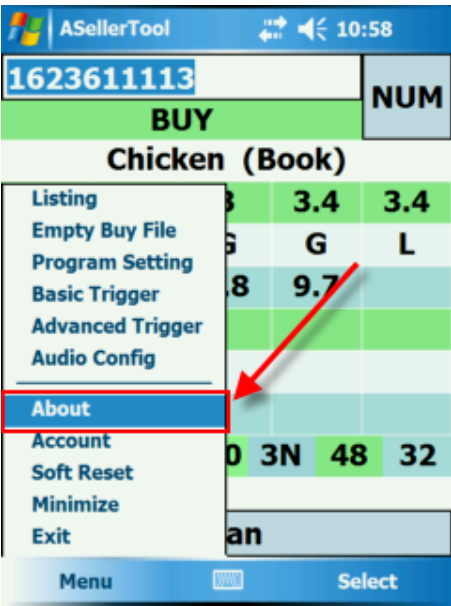 ASellerTool 10:58
1623611113
NUM
BUY
Chicken (Book)
Listing
3.4 3.4
Empty Buy File
G L
Program Setting
Basic Trigger
.8 9.7
Advanced Trigger
Audio Config
About
Account
0 3N 48 32
Soft Reset
Minimize
Exit
an
Menu Select